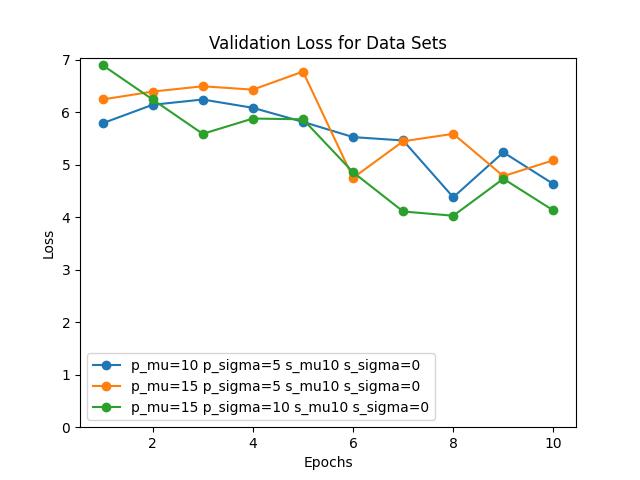 Validation Loss for Data Sets
7
6
5
4
3
2
1
0
Loss
p_mu=10 p_sigma=5 s_mu10 s_sigma=0
p_mu=15 p_sigma=5 s_mu10 s_sigma=0
p_mu=15 p_sigma=10 s_mu10 s_sigma=0
2 4 6 8 10
Epochs